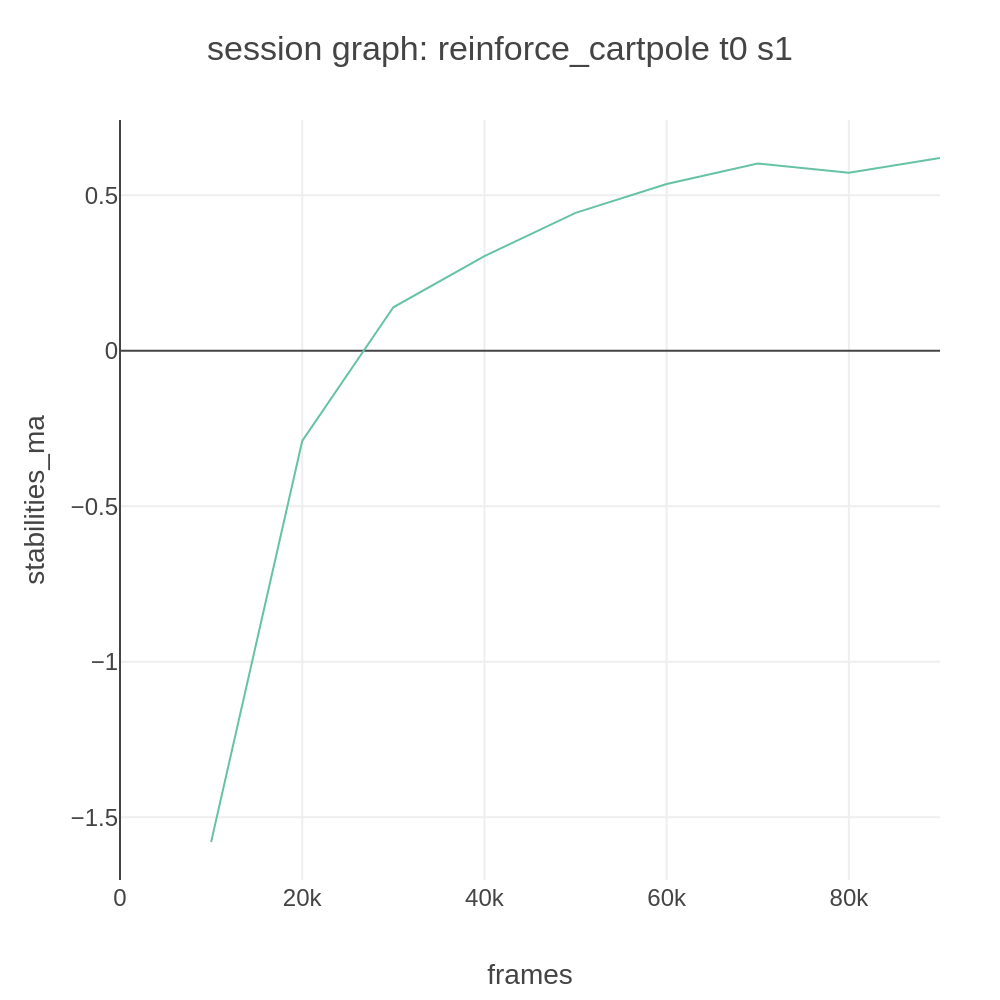 session graph: reinforce_cartpole t0 s1
stabilities_ma
0.5
0
−0.5
−1
−1.5
0
20k
40k
60k
80k
frames